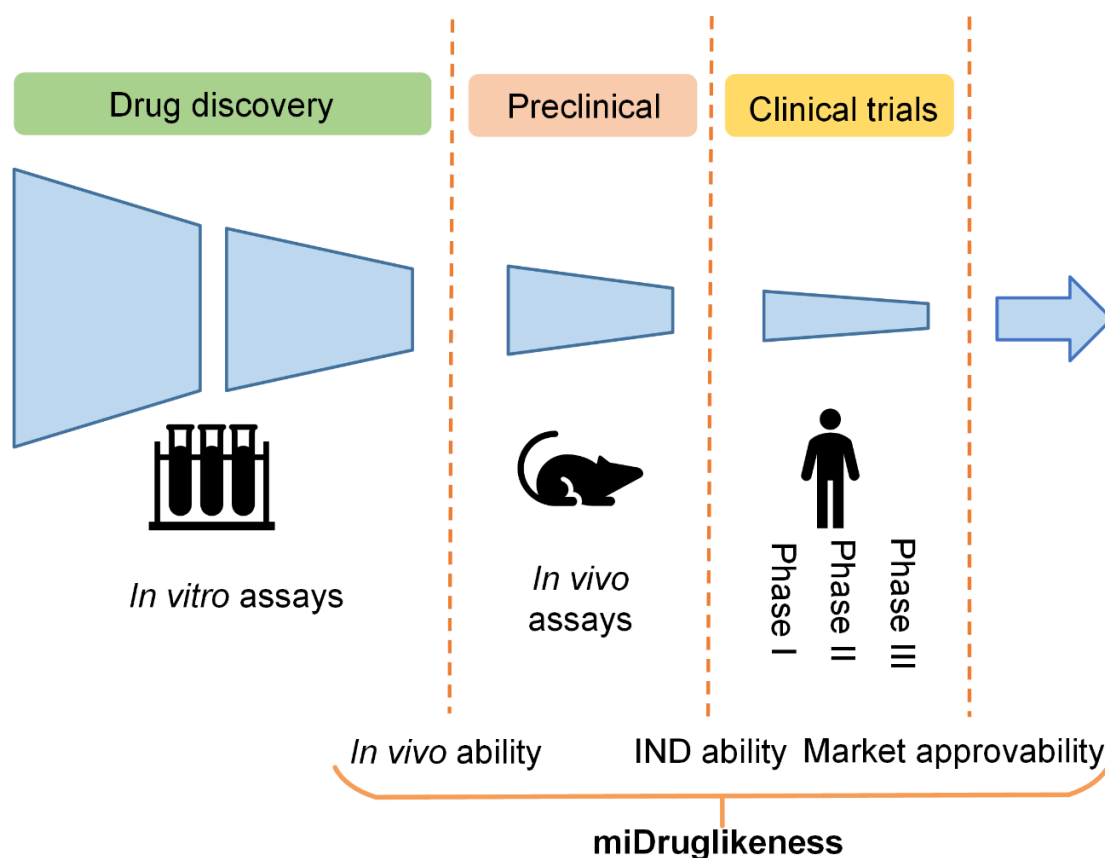 Drug discovery
Preclinical
Clinical trials
In vitro assays
In vivo
assays
Phase I
Phase II
Phase III
In vivo ability
IND ability
Market approvability
miDruglikeness